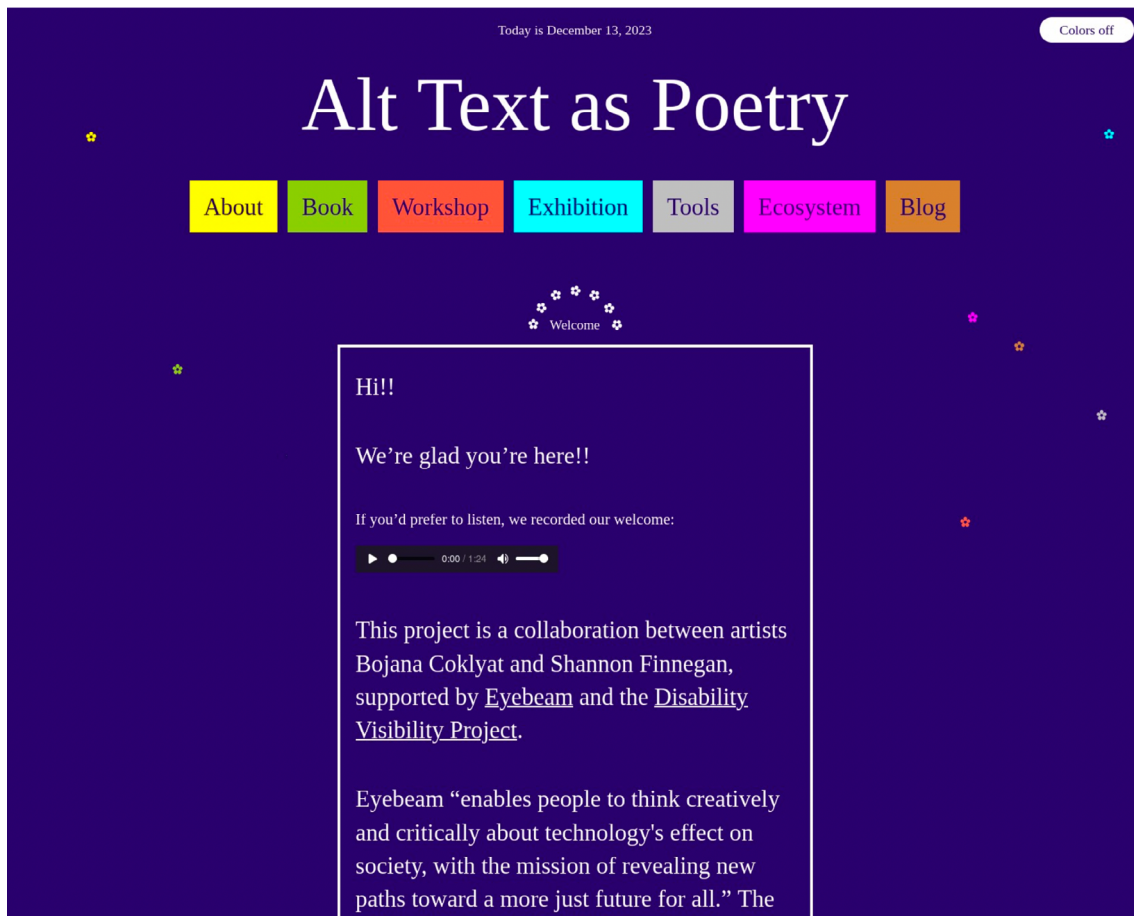 Today is December 13, 2023
Colors off
Alt Text as Poetry
About Book Workshop Exhibition Tools Ecosystem Blog
Welcome
Hi!!
We’re glad you’re here!!
If you’d prefer to listen, we recorded our welcome:
0:00 / 1:24
This project is a collaboration between artists
Bojana Coklyat and Shannon Finnegan,
supported by Eyebeam and the Disability
Visibility Project.
Eyebeam “enables people to think creatively
and critically about technology's effect on
society, with the mission of revealing new
paths toward a more just future for all.” The